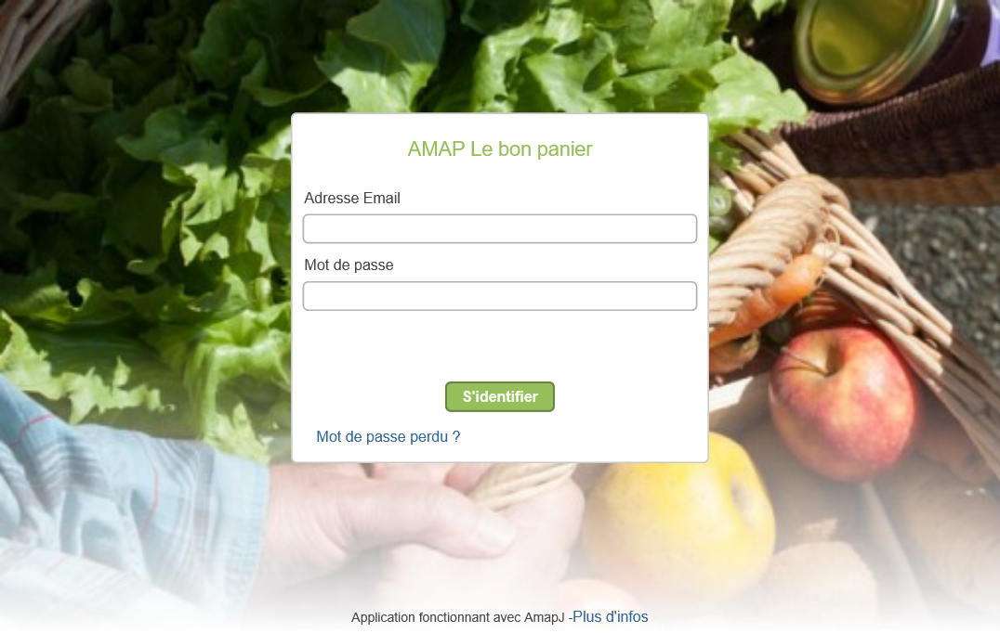 AMAP Le bon panier
Adresse Email
Mot de passe
S'identifier
Mot de passe perdu ?
Application fonctionnant avec AmapJ -Plus d'infos